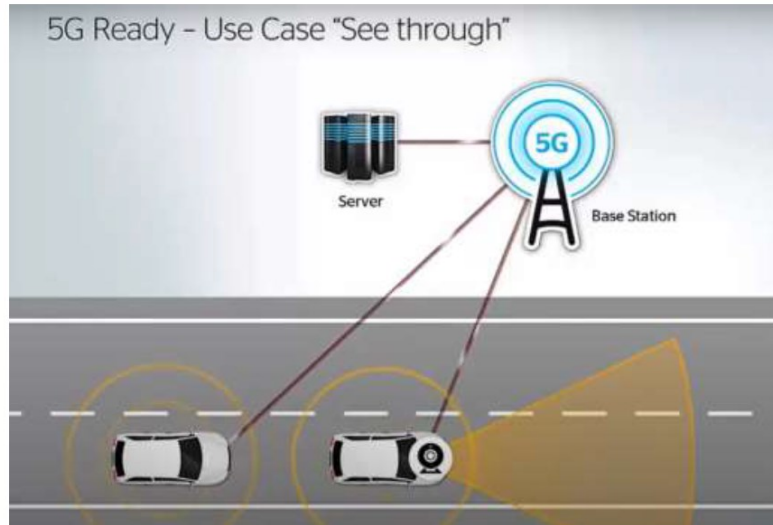 5G Ready – Use Case “See through”
5G
Server
Base Station